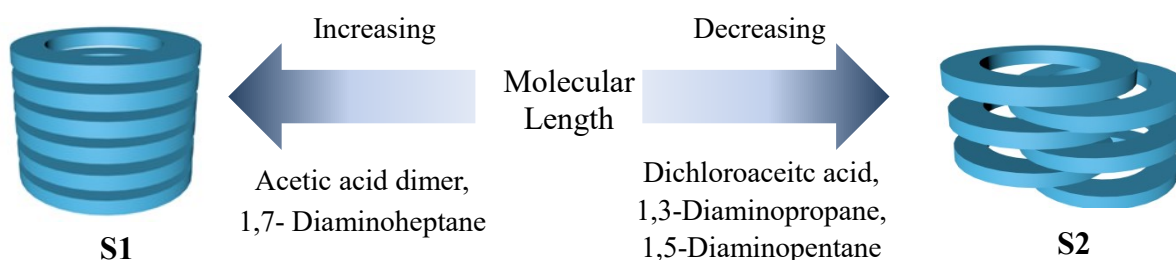 Increasing
Decreasing
Molecular
Length
Acetic acid dimer,
1,7- Diaminoheptane
Dichloroaceitc acid,
1,3-Diaminopropane,
1,5-Diaminopentane
S1
S2